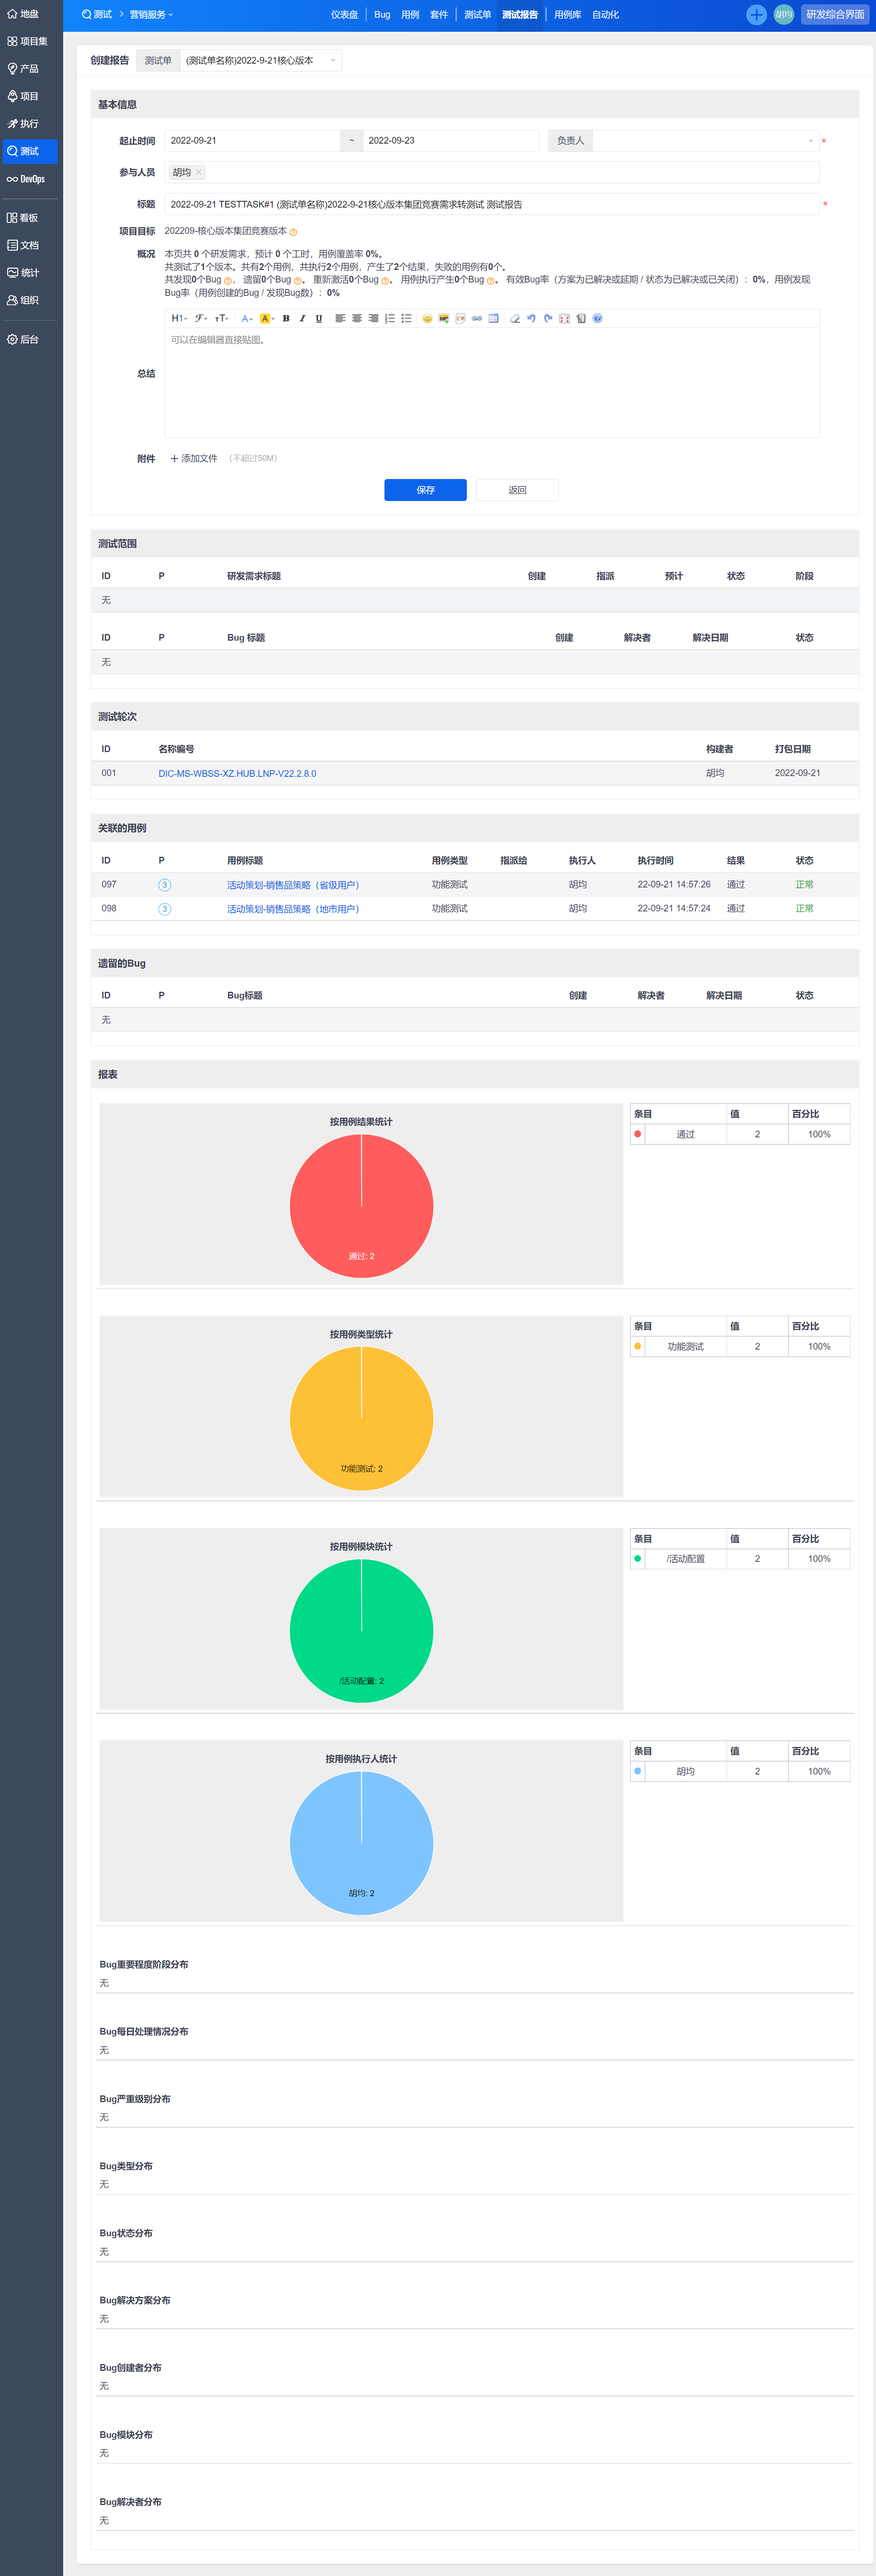 地盘
项目集
产品
项目
执行
测试
DevOps
看板
文档
统计
组织
后台
测试 > 营销服务
仪表盘 Bug 用例 套件 测试单 测试报告 用例库 自动化
胡均 研发综合界面
创建报告 测试单 (测试单名称)2022-9-21核心版本
基本信息
起止时间 2022-09-21 ~ 2022-09-23 负责人 *
参与人员 胡均 ×
标题 2022-09-21 TESTTASK#1 (测试单名称)2022-9-21核心版本集团竞赛需求转测试 测试报告 *
项目目标 202209-核心版本集团竞赛版本
概况 本页共 0 个研发需求，预计 0 个工时，用例覆盖率 0%。
共测试了1个版本。共有2个用例，共执行2个用例，产生了2个结果，失败的用例有0个。
共发现0个Bug ， 遗留0个Bug 。 重新激活0个Bug 。 用例执行产生0个Bug 。 有效Bug率（方案为已解决或延期 / 状态为已解决或已关闭）：0%，用例发现
Bug率（用例创建的Bug / 发现Bug数）：0%
H1 F TT A A B I U
总结 可以在编辑器直接贴图。
附件 + 添加文件 （不超过50M）
保存 返回
测试范围
ID P 研发需求标题 创建 指派 预计 状态 阶段
无
ID P Bug 标题 创建 解决者 解决日期 状态
无
测试轮次
ID 名称编号 构建者 打包日期
001 DIC-MS-WBSS-XZ.HUB.LNP-V22.2.8.0 胡均 2022-09-21
关联的用例
ID P 用例标题 用例类型 指派给 执行人 执行时间 结果 状态
097 3 活动策划-销售品策略（省级用户） 功能测试 胡均 22-09-21 14:57:26 通过 正常
098 3 活动策划-销售品策略（地市用户） 功能测试 胡均 22-09-21 14:57:24 通过 正常
遗留的Bug
ID P Bug标题 创建 解决者 解决日期 状态
无
报表
按用例结果统计
通过: 2
条目 值 百分比
通过 2 100%
按用例类型统计
功能测试: 2
条目 值 百分比
功能测试 2 100%
按用例模块统计
/活动配置: 2
条目 值 百分比
/活动配置 2 100%
按用例执行人统计
胡均: 2
条目 值 百分比
胡均 2 100%
Bug重要程度阶段分布
无
Bug每日处理情况分布
无
Bug严重级别分布
无
Bug类型分布
无
Bug状态分布
无
Bug解决方案分布
无
Bug创建者分布
无
Bug模块分布
无
Bug解决者分布
无